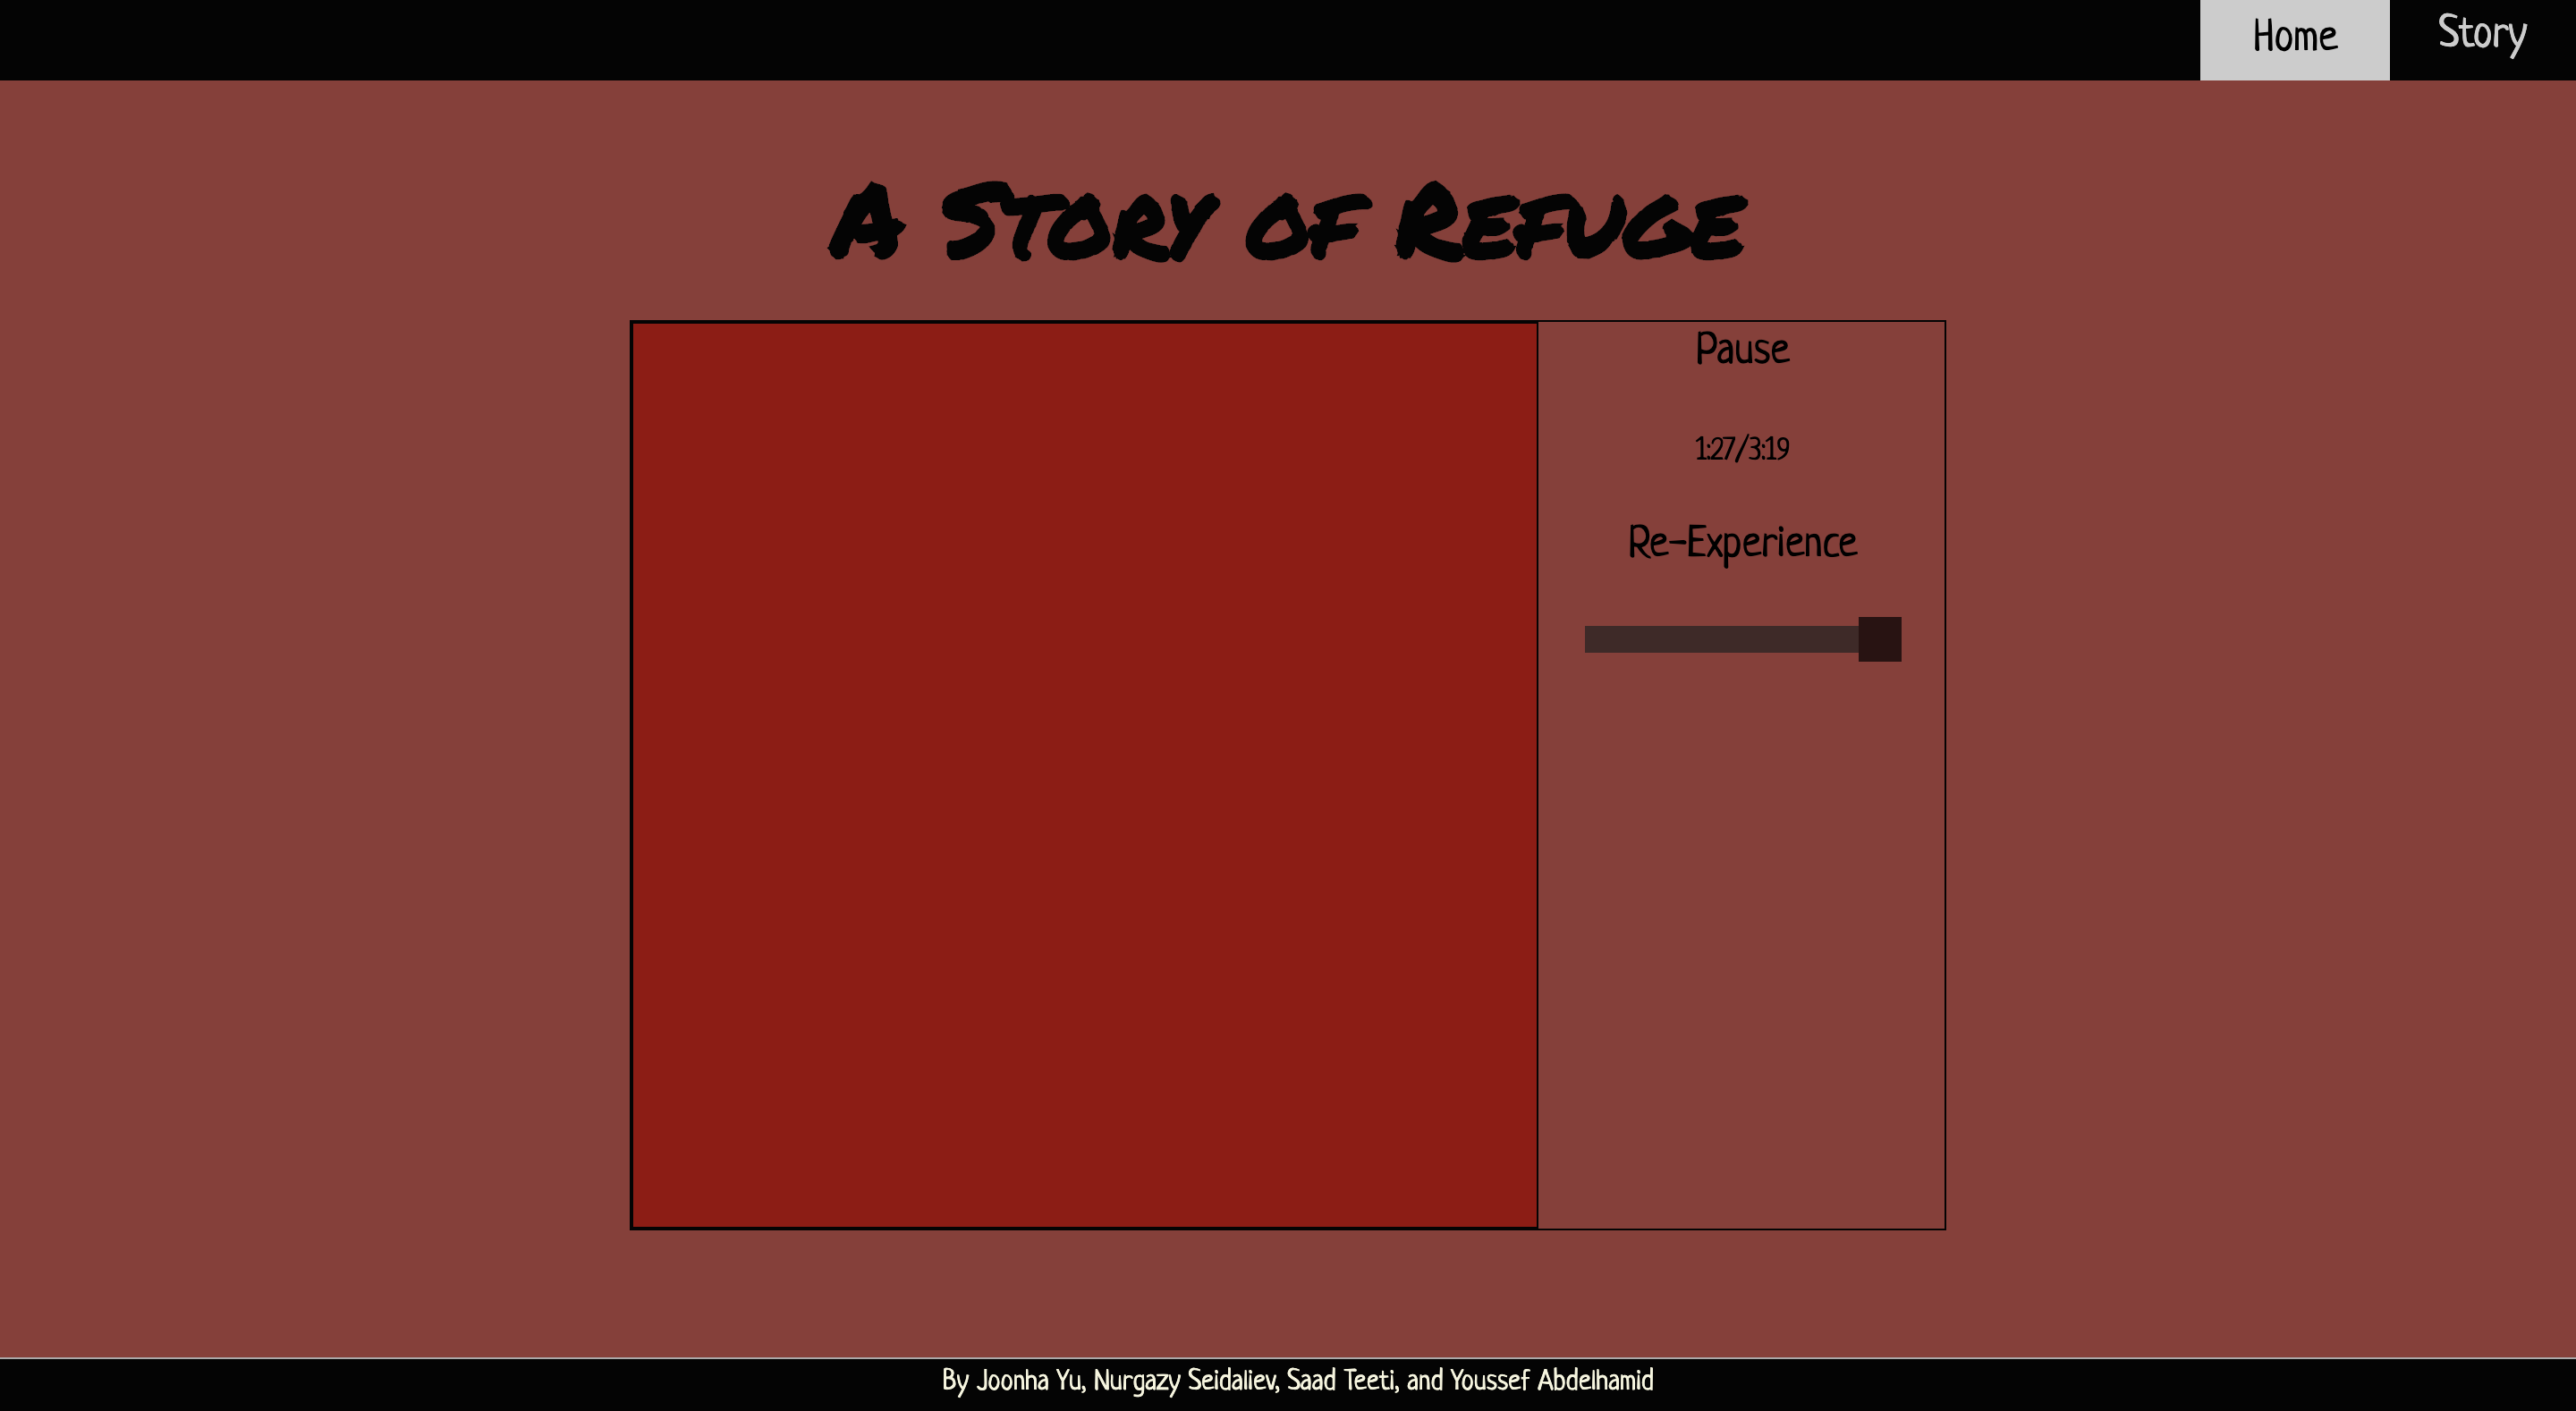 Home Story
A Story of Refuge
Pause
1:27/3:19
Re-Experience
By Joonha Yu, Nurgazy Seidaliev, Saad Teeti, and Youssef Abdelhamid